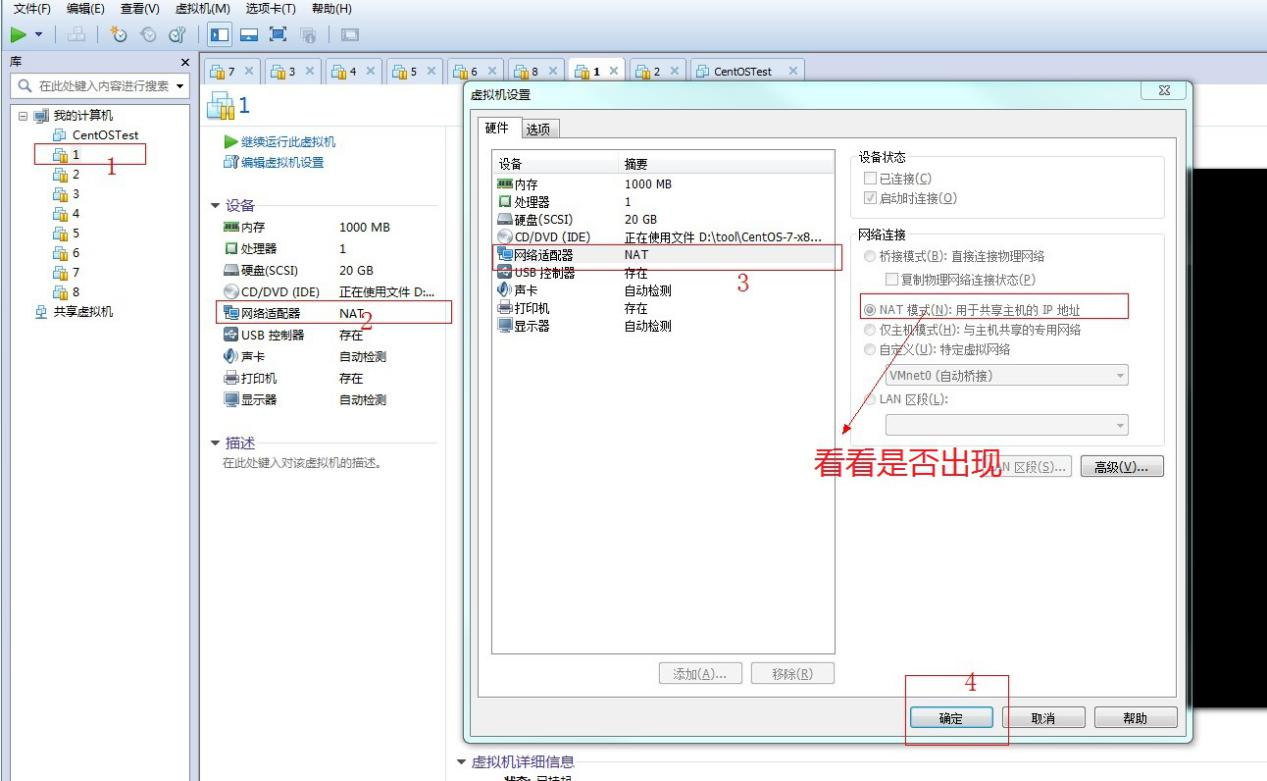 文件(F) 编辑(E) 查看(V) 虚拟机(M) 选项卡(T) 帮助(H)
库
在此处键入内容进行搜索
我的计算机
CentOSTest
1
1
2
3
4
5
6
7
8
共享虚拟机
7 3 4 5 6 8 1 2 CentOSTest
1
继续运行此虚拟机
编辑虚拟机设置
设备
内存 1000 MB
处理器 1
硬盘(SCSI) 20 GB
CD/DVD (IDE) 正在使用文件 D:...
网络适配器 NAT
2
USB 控制器 存在
声卡 自动检测
打印机 存在
显示器 自动检测
描述
在此处键入对该虚拟机的描述。
虚拟机设置
硬件 选项
设备 摘要
内存 1000 MB
处理器 1
硬盘(SCSI) 20 GB
CD/DVD (IDE) 正在使用文件 D:\tool\CentOS-7-x8...
网络适配器 NAT
USB 控制器 存在
3
声卡 自动检测
打印机 存在
显示器 自动检测
添加(A)... 移除(R)
设备状态
已连接(C)
启动时连接(O)
网络连接
桥接模式(B): 直接连接物理网络
复制物理网络连接状态(P)
NAT 模式(N): 用于共享主机的 IP 地址
仅主机模式(H): 与主机共享的专用网络
自定义(U): 特定虚拟网络
VMnet0 (自动桥接)
LAN 区段(L):
看看是否出现
区段(S)... 高级(V)...
4
确定 取消 帮助
虚拟机详细信息